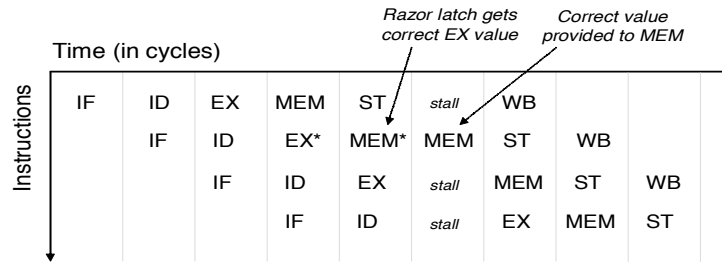 Razor latch gets
correct EX value
Correct value
provided to MEM
Time (in cycles)
Instructions
IF ID EX MEM ST stall WB
IF ID EX* MEM* MEM ST WB
IF ID EX stall MEM ST WB
IF ID stall EX MEM ST